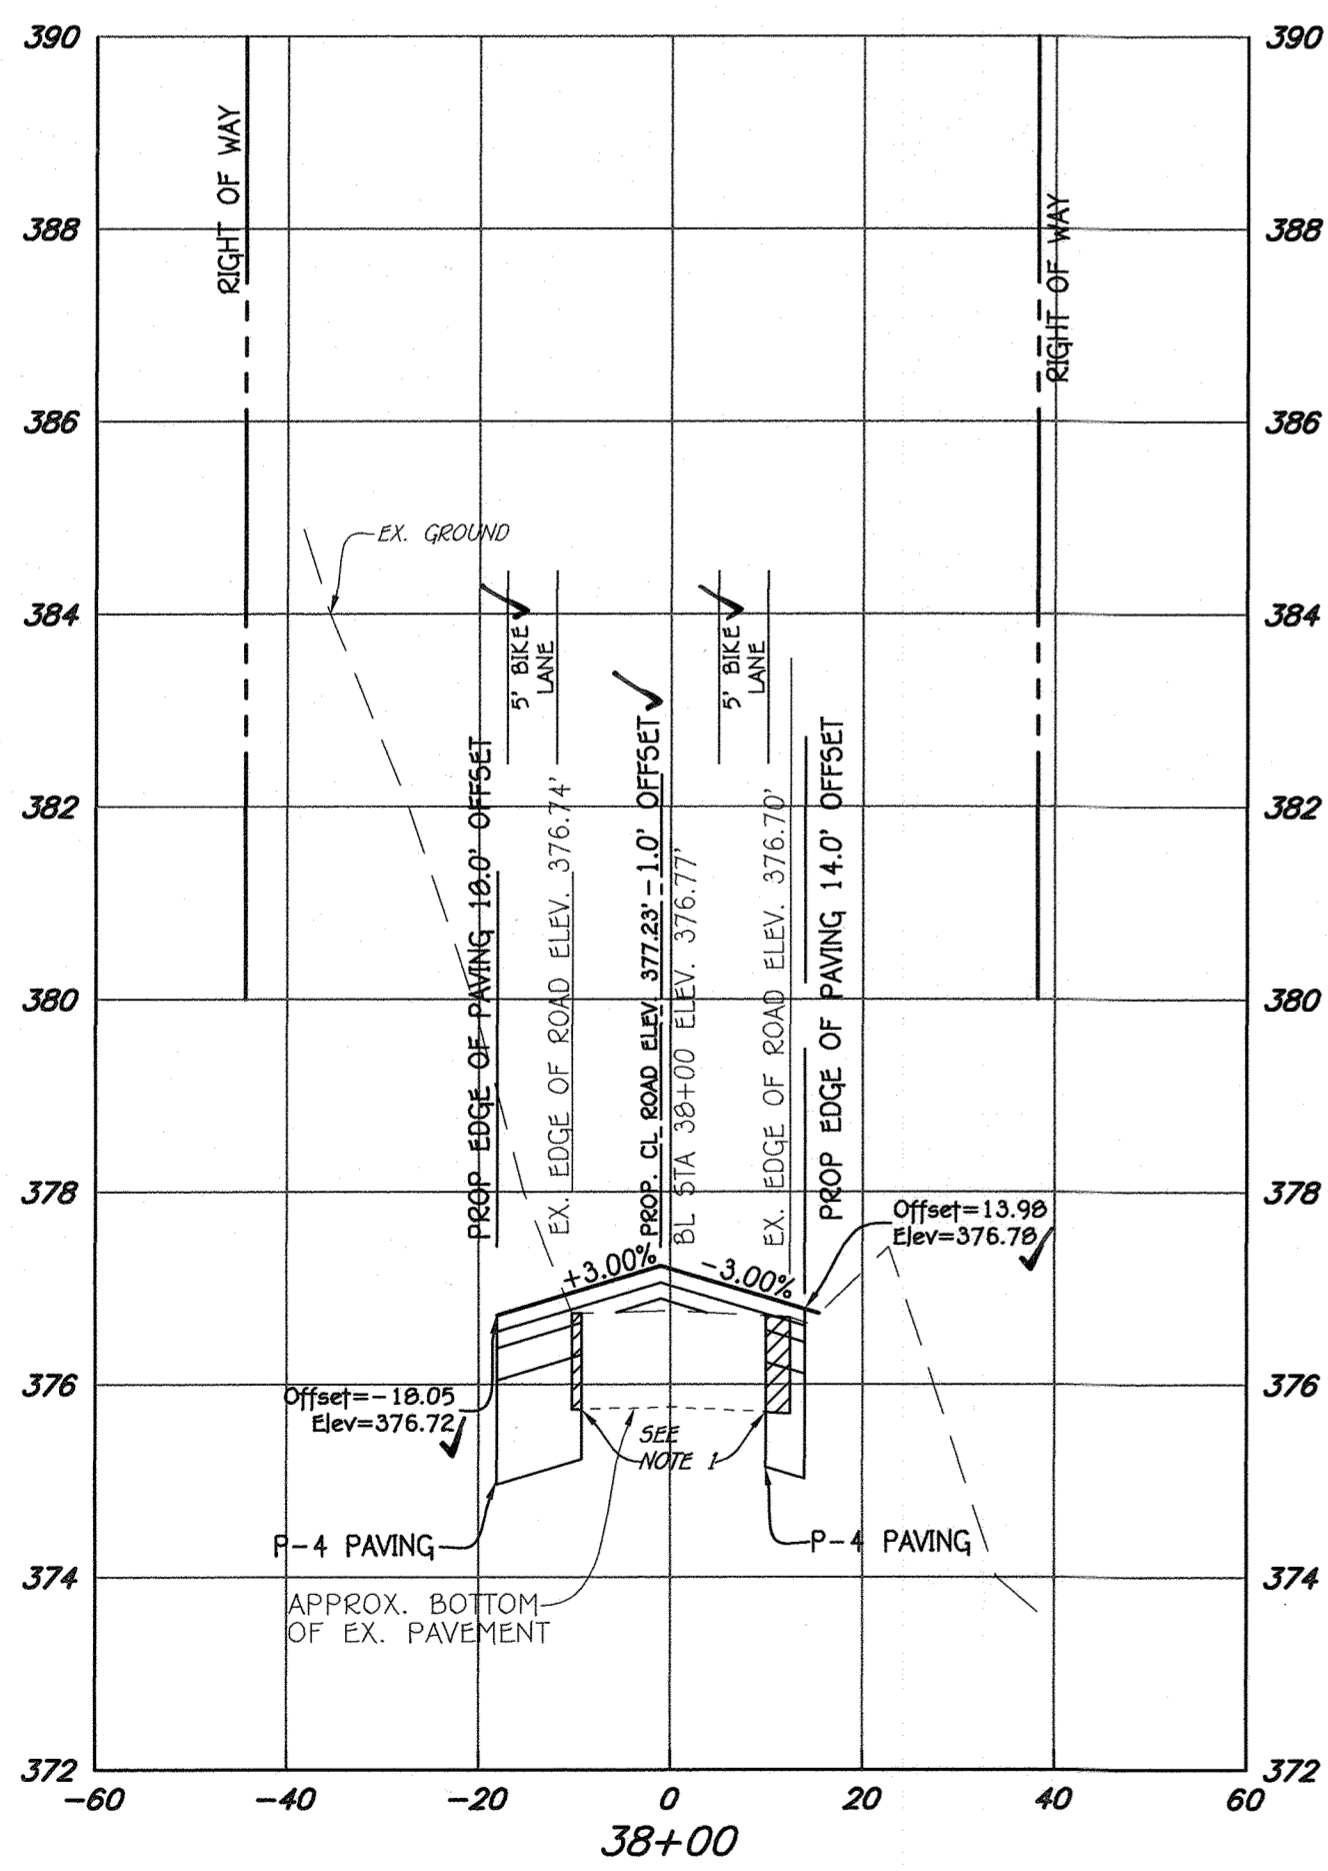 390
390
RIGHT OF WAY
RIGHT OF WAY
388
388
386
386
EX. GROUND
384
384
5' BIKE
LANE
5' BIKE
LANE
382
382
PROP EDGE OF PAVING 18.0' OFFSET
EX. EDGE OF ROAD ELEV. 376.74'
PROP. CL ROAD ELEV. 377.23' -1.0' OFFSET
BL STA 38+00 ELEV. 376.77'
EX. EDGE OF ROAD ELEV. 376.70'
PROP EDGE OF PAVING 14.0' OFFSET
380
380
378
378
Offset=13.98
Elev=376.78
+3.00%
-3.00%
376
376
Offset=-18.05
Elev=376.72
SEE
NOTE 1
P-4 PAVING
P-4 PAVING
374
374
APPROX. BOTTOM
OF EX. PAVEMENT
372
372
-60
-40
-20
0
20
40
60
38+00